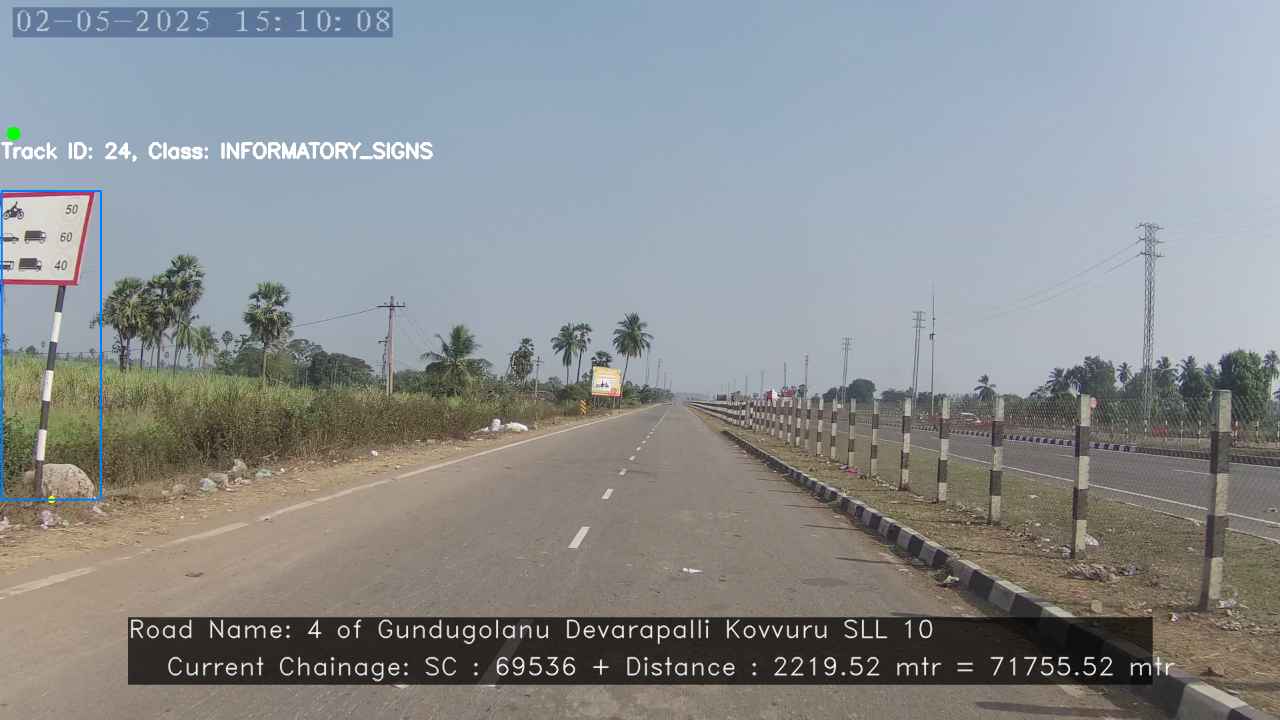 02-05-2025 15:10:08
Track ID: 24, Class: INFORMATORY_SIGNS
50
60
40
Road Name: 4 of Gundugolanu Devarapalli Kovvuru SLL 10
Current Chainage: SC : 69536 + Distance : 2219.52 mtr = 71755.52 mtr